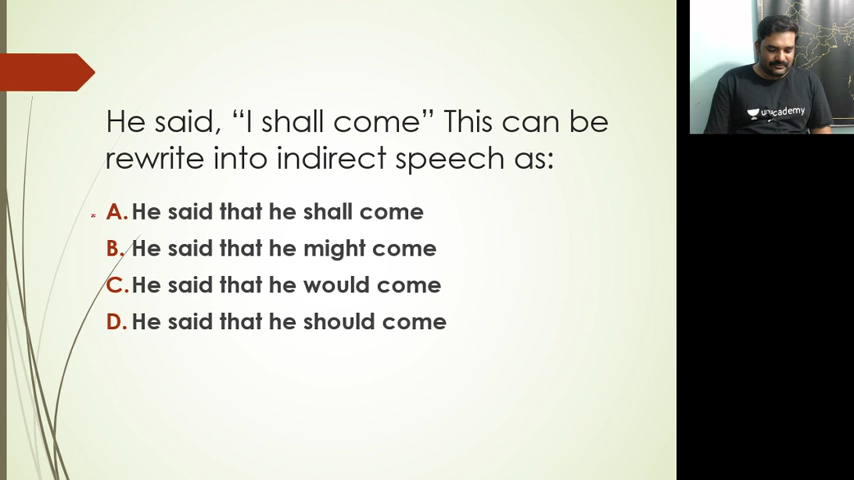 He said, “I shall come” This can be
rewrite into indirect speech as:
A. He said that he shall come
B. He said that he might come
C. He said that he would come
D. He said that he should come
unacademy